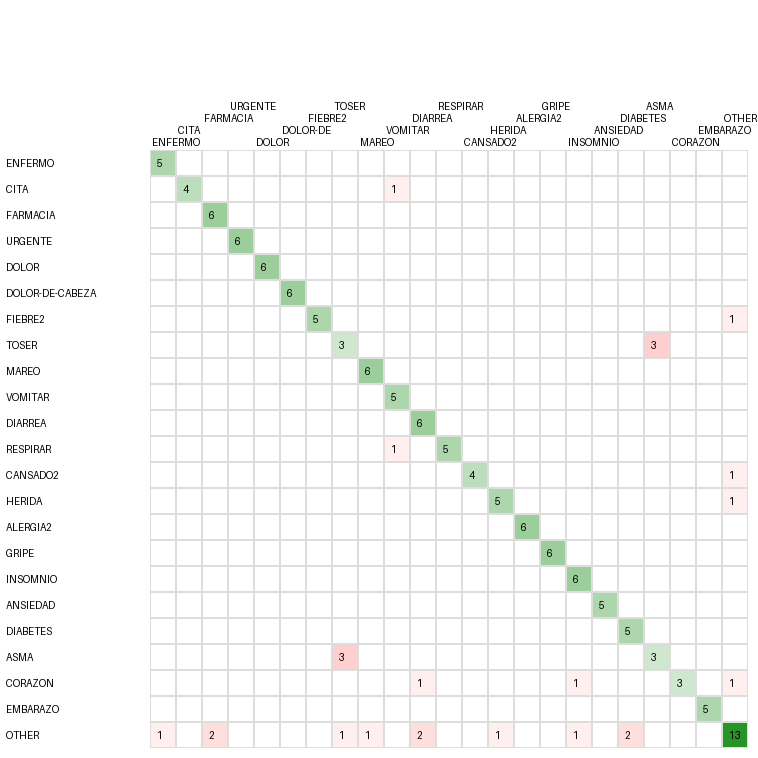 URGENTE TOSER RESPIRAR GRIPE ASMA
FARMACIA FIEBRE2 DIARREA ALERGIA2 DIABETES OTHER
CITA DOLOR-DE VOMITAR HERIDA ANSIEDAD EMBARAZO
ENFERMO DOLOR MAREO CANSADO2 INSOMNIO CORAZON
ENFERMO 5
CITA 4 1
FARMACIA 6
URGENTE 6
DOLOR 6
DOLOR-DE-CABEZA 6
FIEBRE2 5 1
TOSER 3 3
MAREO 6
VOMITAR 5
DIARREA 6
RESPIRAR 1 5
CANSADO2 4 1
HERIDA 5 1
ALERGIA2 6
GRIPE 6
INSOMNIO 6
ANSIEDAD 5
DIABETES 5
ASMA 3 3
CORAZON 1 1 3 1
EMBARAZO 5
OTHER 1 2 1 1 2 1 1 2 13